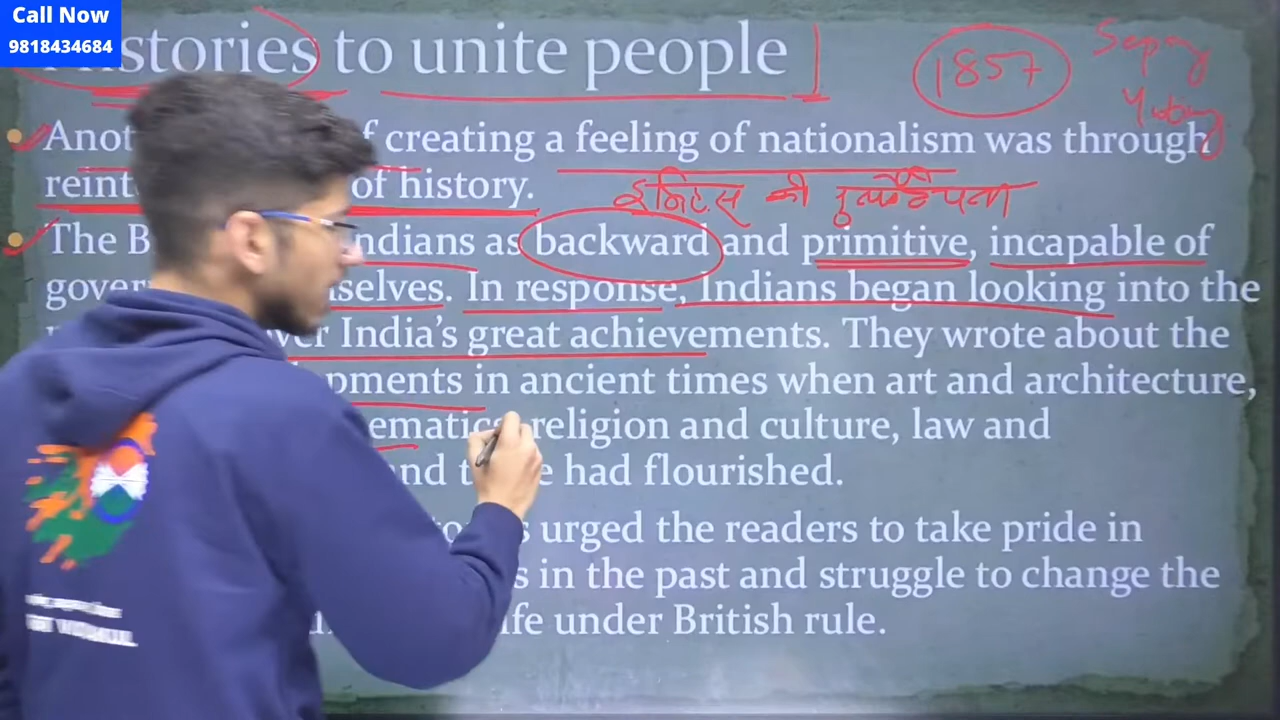 Call Now
9818434684
Histories to unite people
1857
Sepoy
Mutiny
Anot f creating a feeling of nationalism was through
reint of history.
इतिहास की
The B ndians as backward and primitive, incapable of
gover selves. In response, Indians began looking into the
ver India's great achievements. They wrote about the
pments in ancient times when art and architecture,
ematics religion and culture, law and
nd t e had flourished.
to s urged the readers to take pride in
s in the past and struggle to change the
ife under British rule.